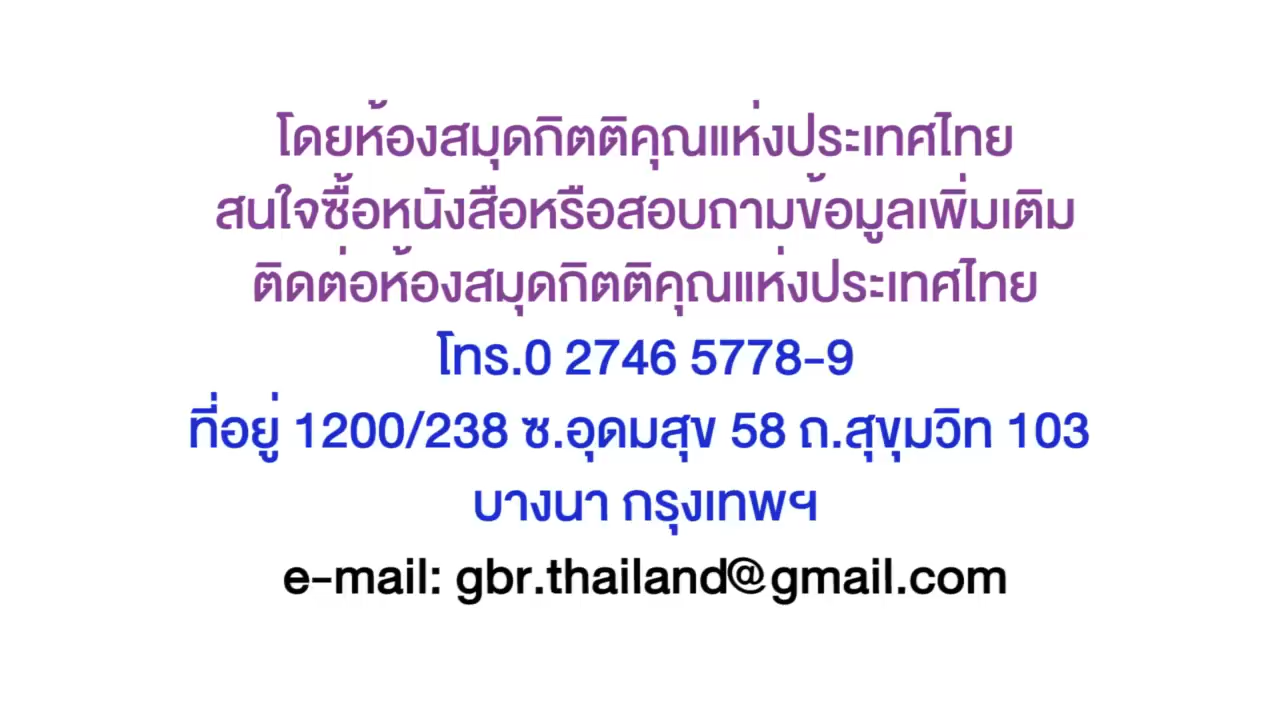 โดยห้องสมุดกิตติคุณแห่งประเทศไทย
สนใจซื้อหนังสือหรือสอบถามข้อมูลเพิ่มเติม
ติดต่อห้องสมุดกิตติคุณแห่งประเทศไทย
โทร.0 2746 5778-9
ที่อยู่ 1200/238 ซ.อุดมสุข 58 ถ.สุขุมวิท 103
บางนา กรุงเทพฯ
e-mail: gbr.thailand@gmail.com